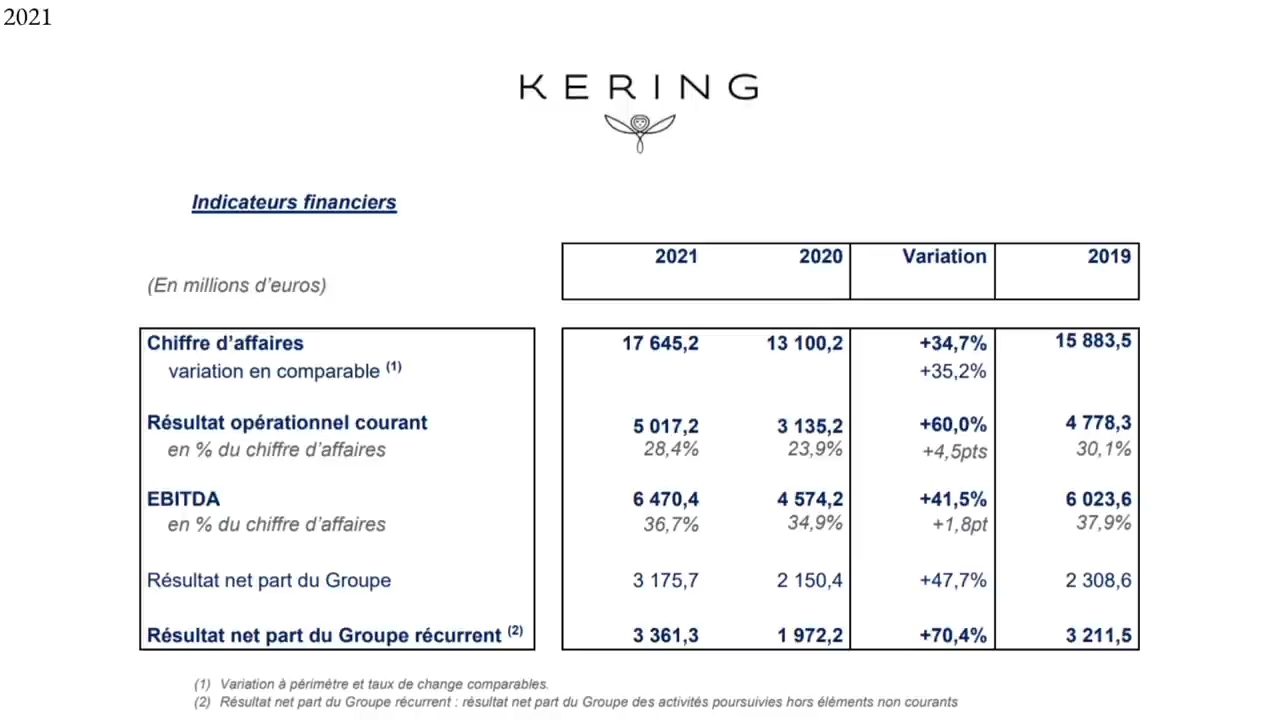 2021
KERING
Indicateurs financiers
2021 2020 Variation 2019
(En millions d'euros)
Chiffre d'affaires 17 645,2 13 100,2 +34,7% 15 883,5
variation en comparable (1) +35,2%
Résultat opérationnel courant 5 017,2 3 135,2 +60,0% 4 778,3
en % du chiffre d'affaires 28,4% 23,9% +4,5pts 30,1%
EBITDA 6 470,4 4 574,2 +41,5% 6 023,6
en % du chiffre d'affaires 36,7% 34,9% +1,8pt 37,9%
Résultat net part du Groupe 3 175,7 2 150,4 +47,7% 2 308,6
Résultat net part du Groupe récurrent (2) 3 361,3 1 972,2 +70,4% 3 211,5
(1) Variation à périmètre et taux de change comparables.
(2) Résultat net part du Groupe récurrent : résultat net part du Groupe des activités poursuivies hors éléments non courants